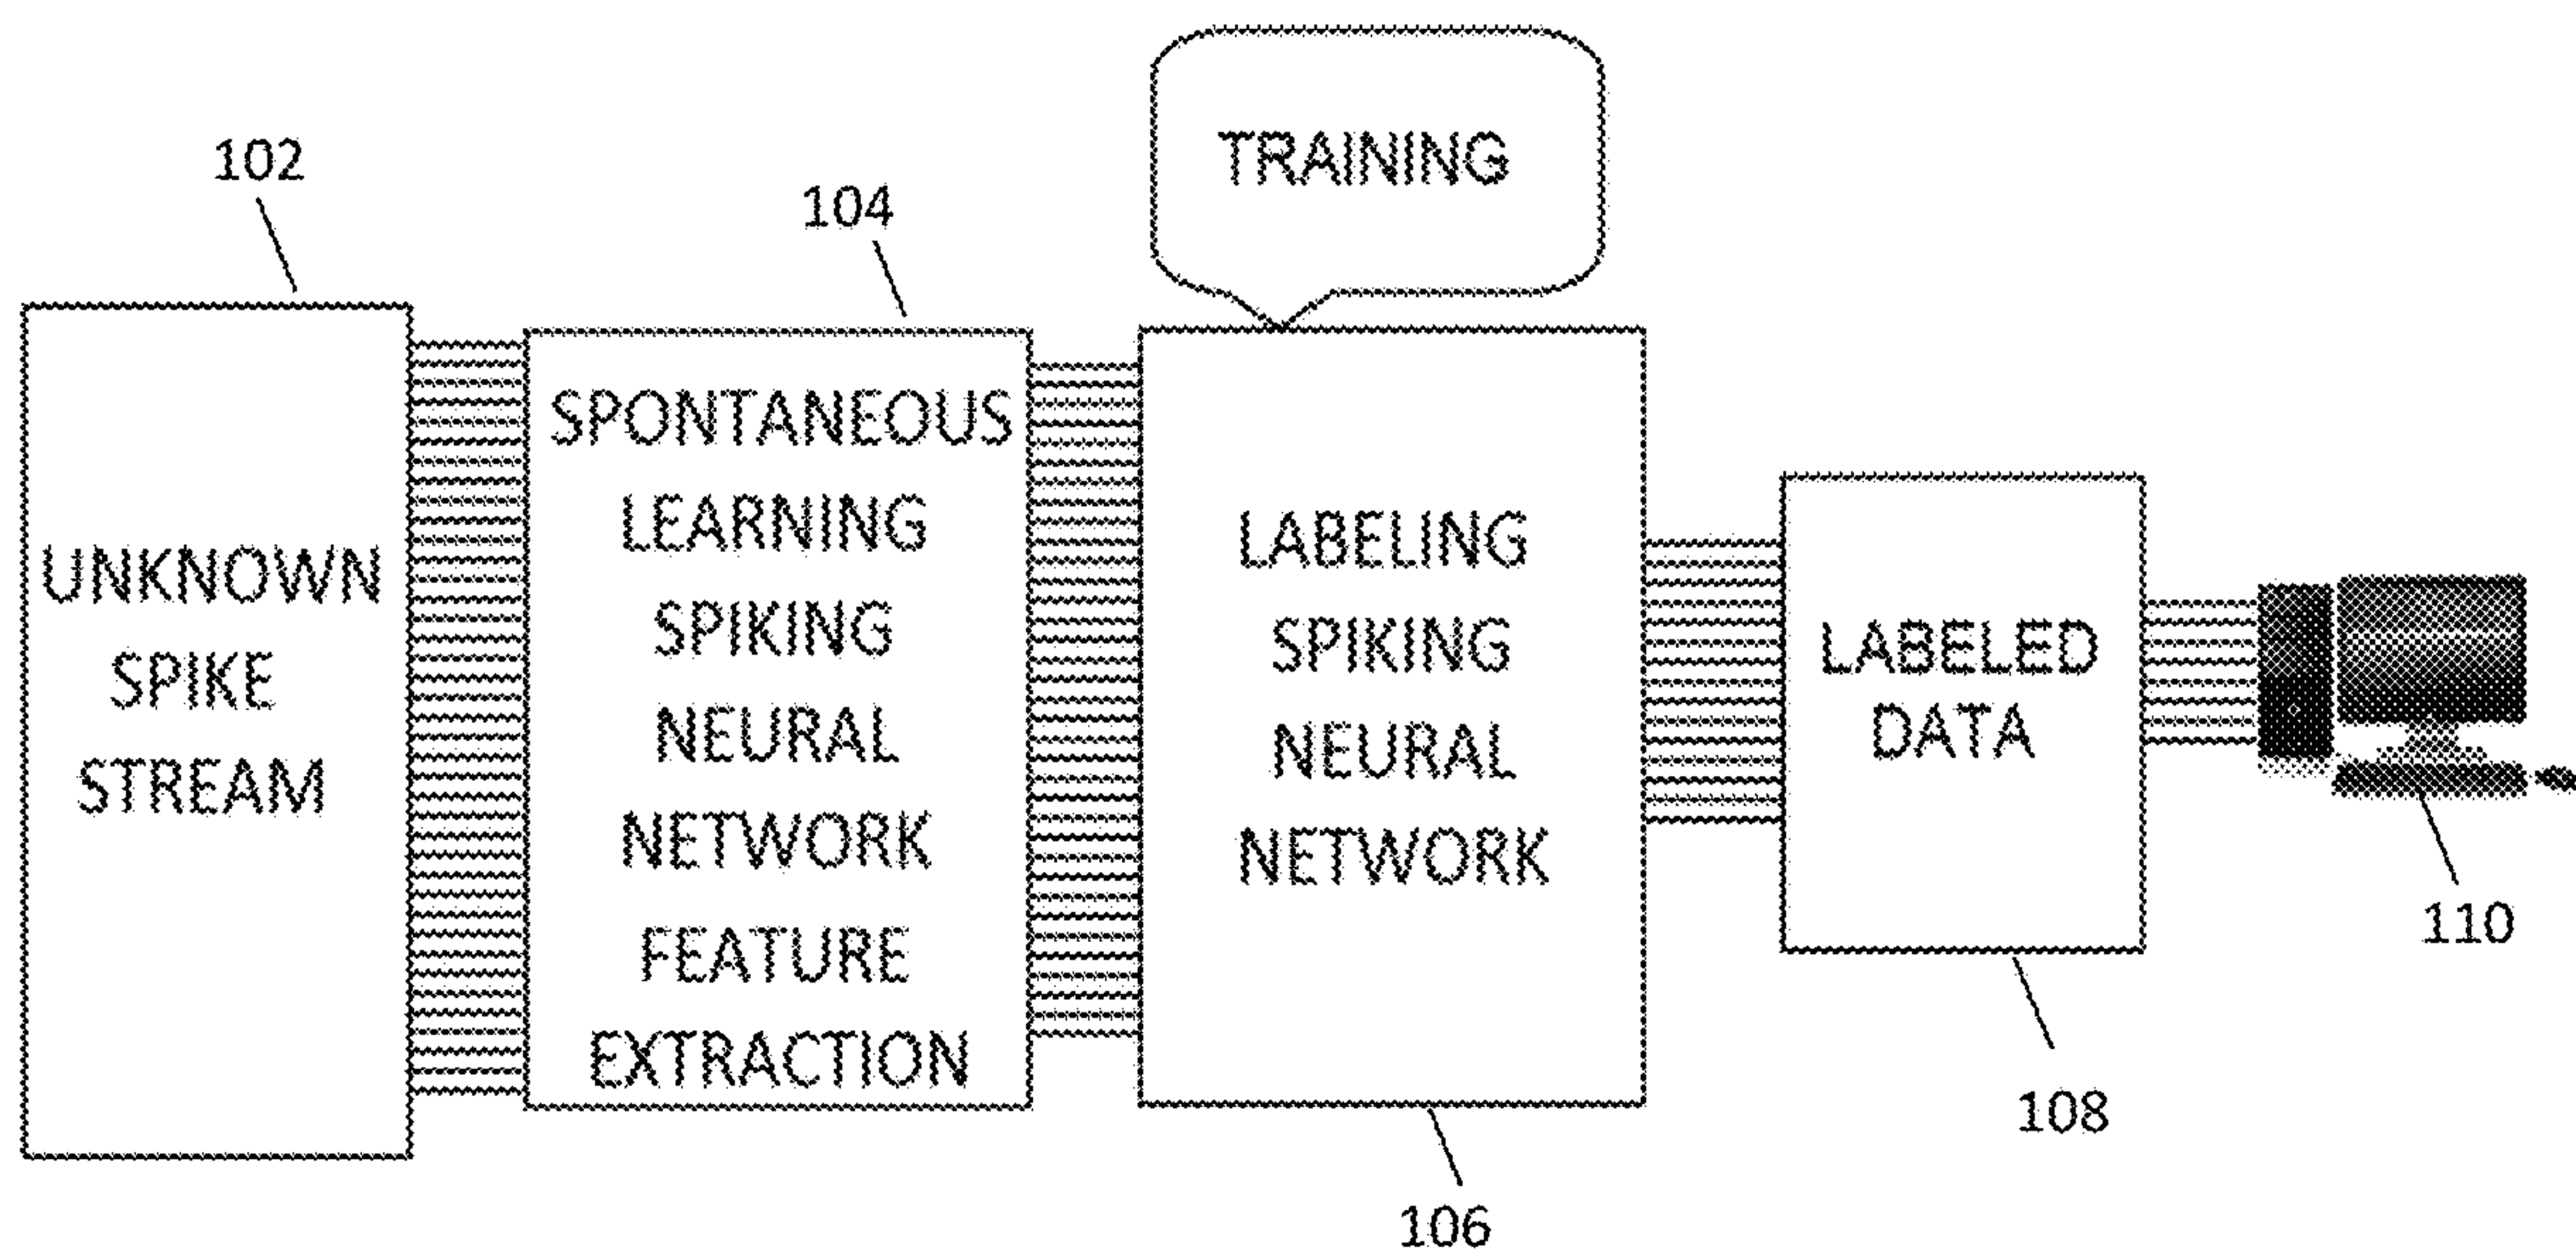 TRAINING
102
104
UNKNOWN
SPIKE
STREAM
SPONTANEOUS
LEARNING
SPIKING
NEURAL
NETWORK
FEATURE
EXTRACTION
LABELING
SPIKING
NEURAL
NETWORK
LABELED
DATA
110
108
106